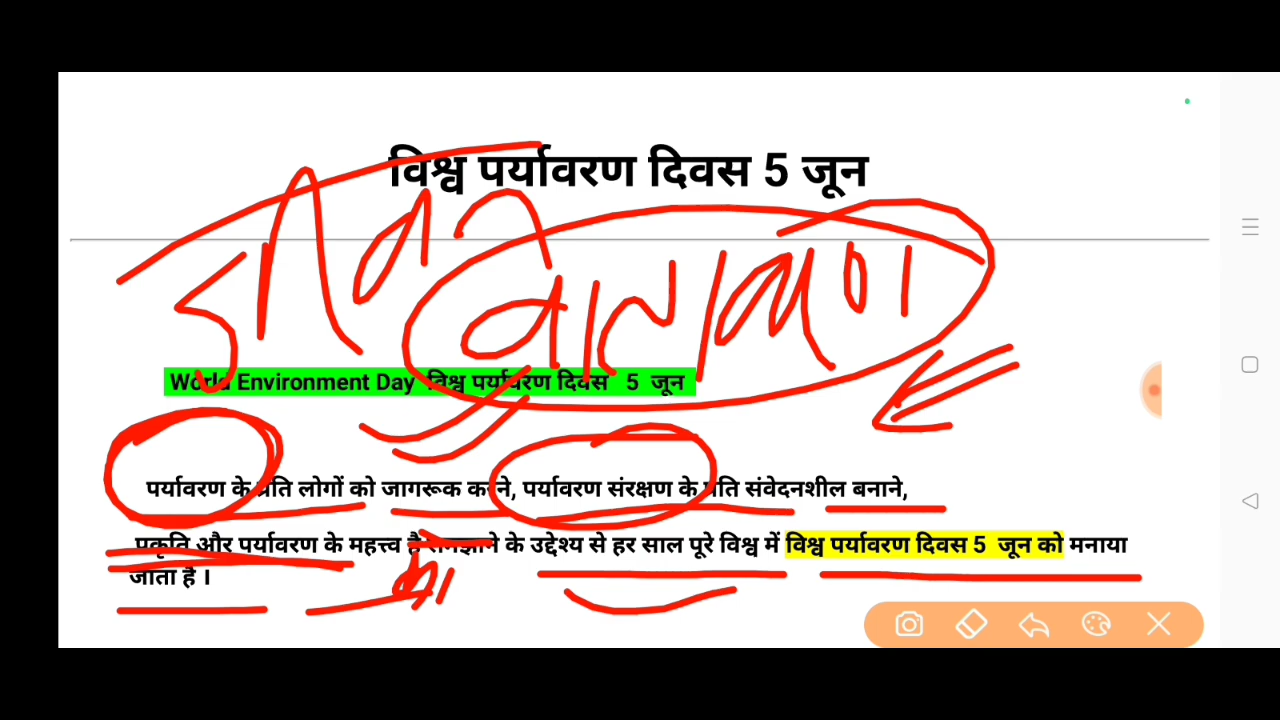 विश्व पर्यावरण दिवस 5 जून
जीव वातावरण
World Environment Day विश्व पर्यावरण दिवस 5 जून
पर्यावरण के प्रति लोगों को जागरूक करने, पर्यावरण संरक्षण के प्रति संवेदनशील बनाने,
प्रकृति और पर्यावरण के महत्त्व है समझाने के उद्देश्य से हर साल पूरे विश्व में विश्व पर्यावरण दिवस 5 जून को मनाया
का
जाता है ।